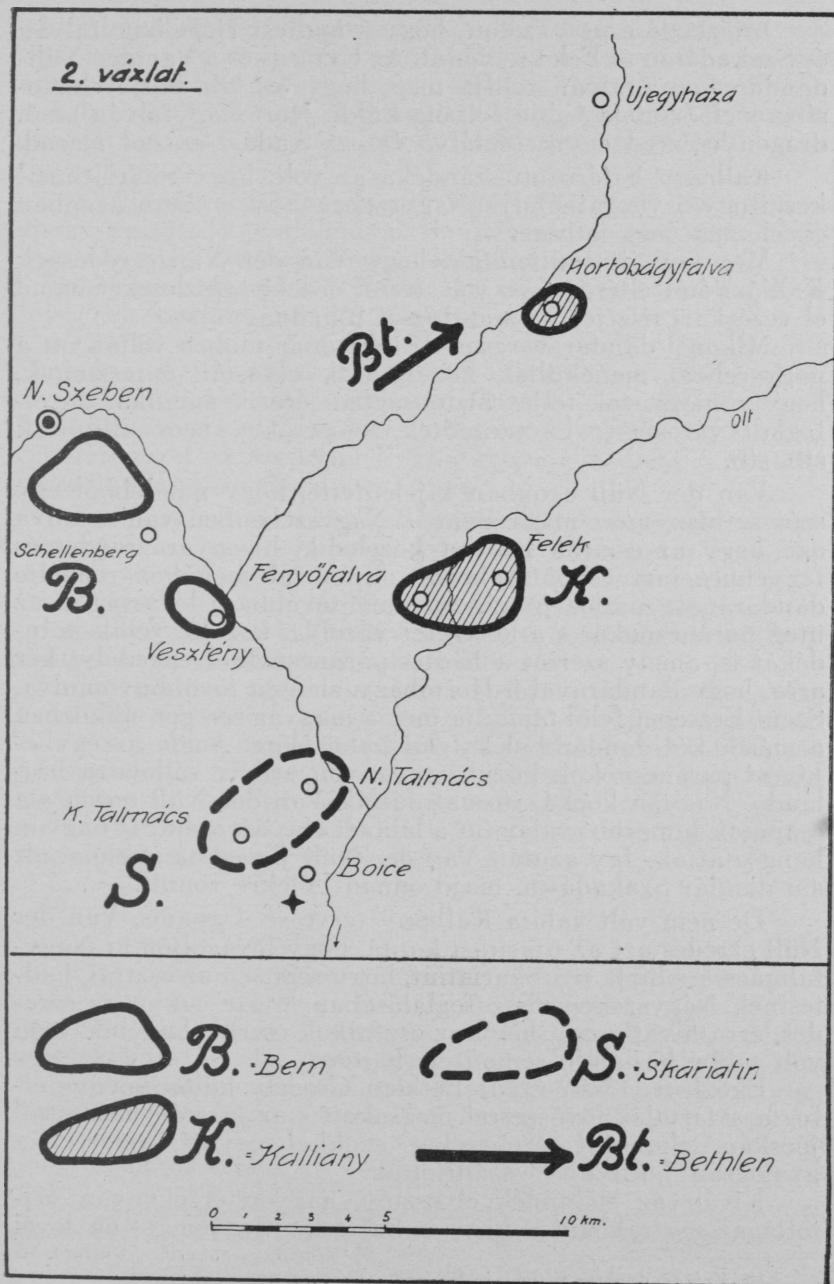 2. vázlat.
Ujegyháza
Hortobágyfalva
Bt.
N. Szeben
Olt
Schellenberg
Felek
B.
Fenyőfalva
K.
Vesztény
N. Talmács
K. Talmács
S.
Boice
B. = Bem
S. = Skariatin
K. = Kalliány
Bt. = Bethlen
0 1 2 3 4 5 10 km.